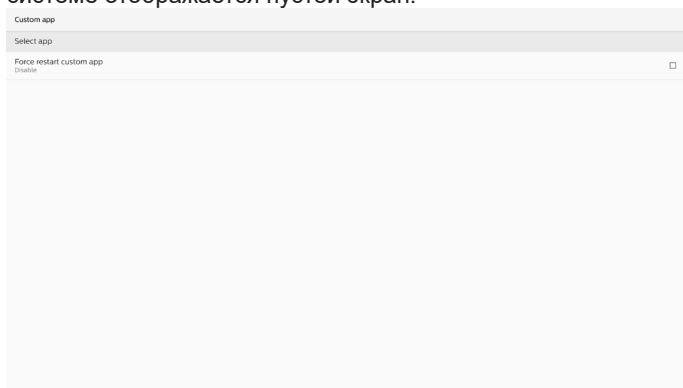 системе отображается пустой экран.
Custom app
Select app
Force restart custom app
Disable